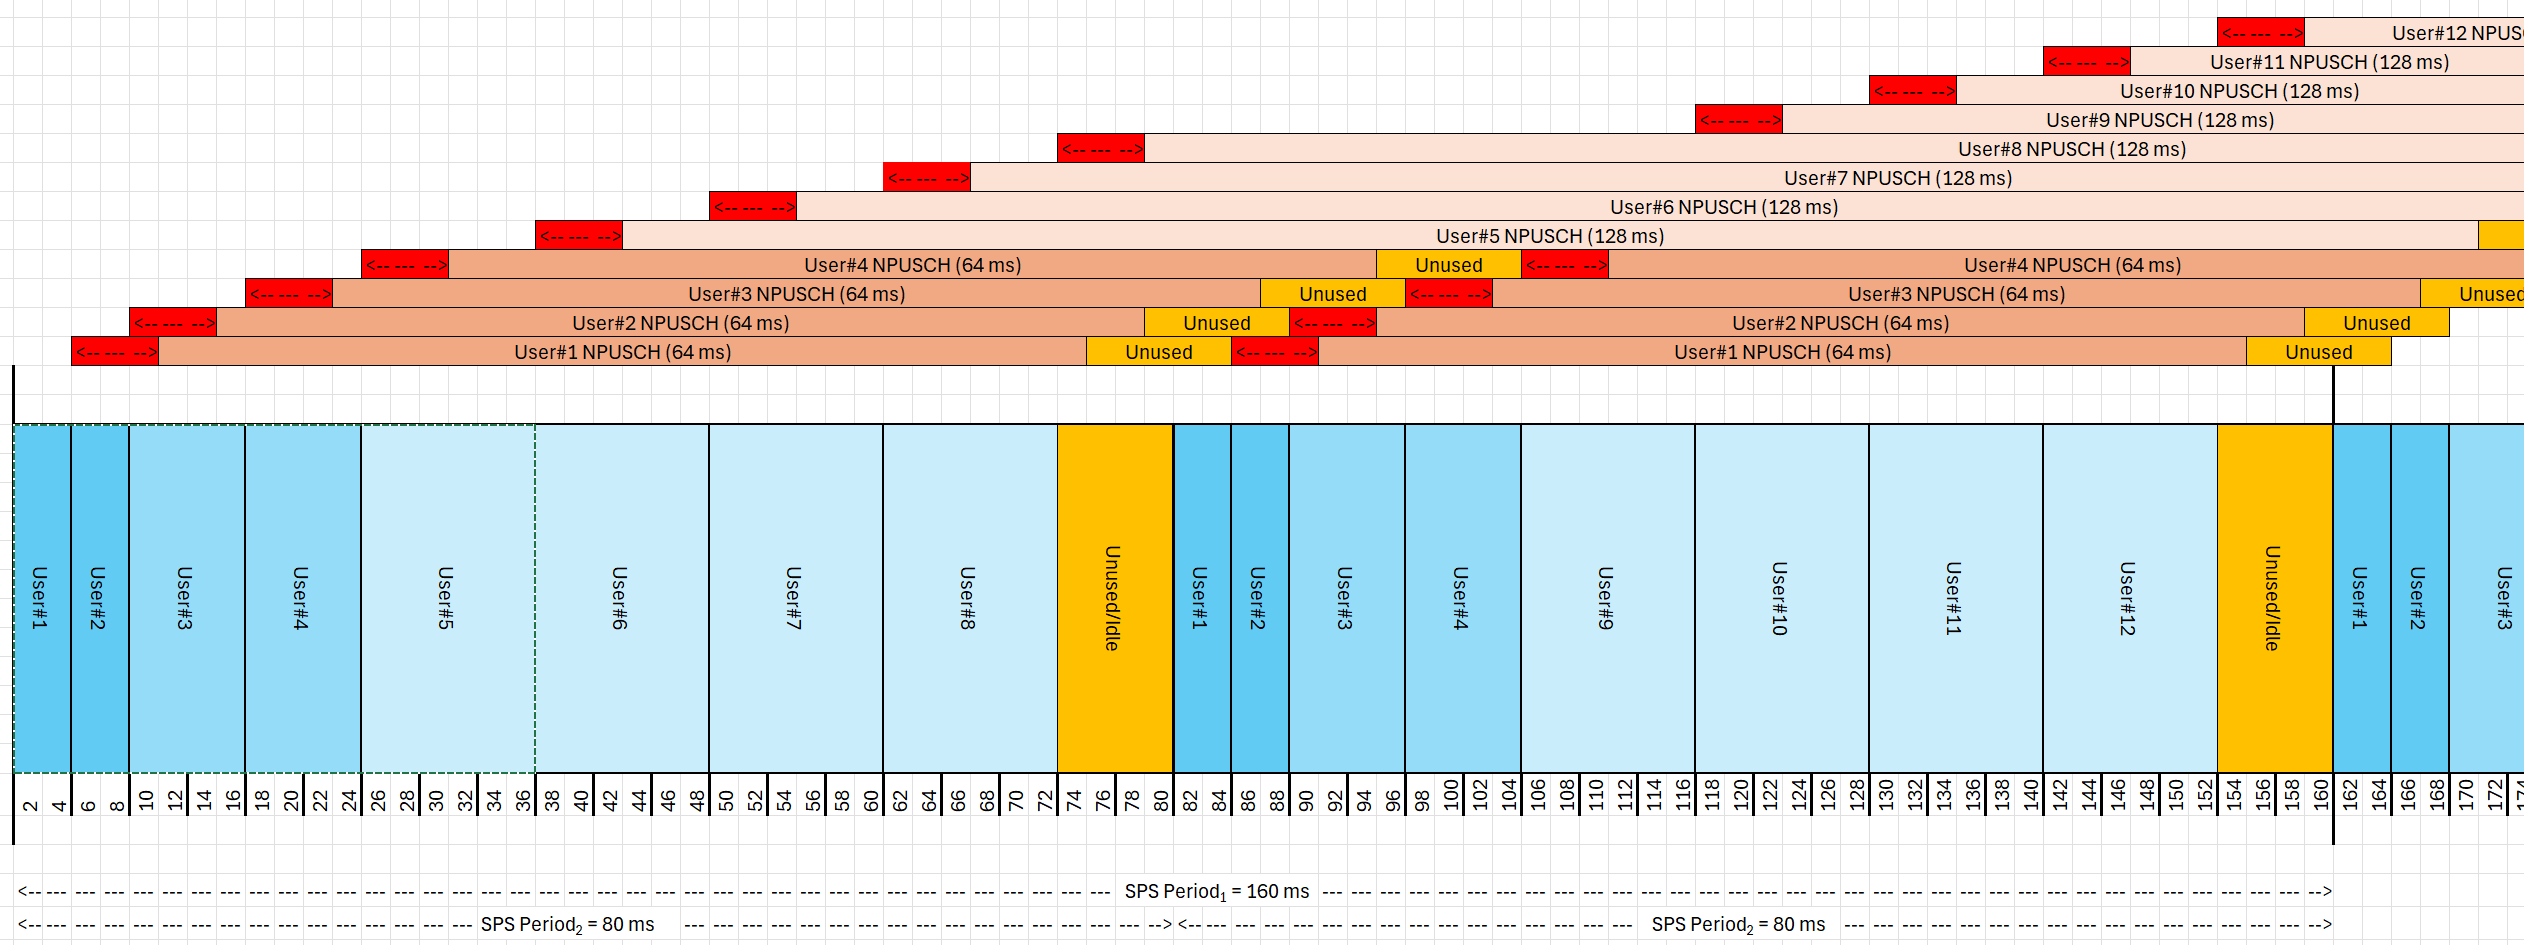 <-- --- --> User#12 NPUS
<-- --- --> User#11 NPUSCH (128 ms)
<-- --- --> User#10 NPUSCH (128 ms)
<-- --- --> User#9 NPUSCH (128 ms)
<-- --- --> User#8 NPUSCH (128 ms)
<-- --- --> User#7 NPUSCH (128 ms)
<-- --- --> User#6 NPUSCH (128 ms)
<-- --- --> User#5 NPUSCH (128 ms)
<-- --- --> User#4 NPUSCH (64 ms) Unused <-- --- --> User#4 NPUSCH (64 ms)
<-- --- --> User#3 NPUSCH (64 ms) Unused <-- --- --> User#3 NPUSCH (64 ms) Unused
<-- --- --> User#2 NPUSCH (64 ms) Unused <-- --- --> User#2 NPUSCH (64 ms) Unused
<-- --- --> User#1 NPUSCH (64 ms) Unused <-- --- --> User#1 NPUSCH (64 ms) Unused
User#1
User#2
User#3
User#4
User#5
User#6
User#7
User#8
Unused/Idle
User#1
User#2
User#3
User#4
User#9
User#10
User#11
User#12
Unused/Idle
User#1
User#2
User#3
2 4 6 8 10 12 14 16 18 20 22 24 26 28 30 32 34 36 38 40 42 44 46 48 50 52 54 56 58 60 62 64 66 68 70 72 74 76 78 80 82 84 86 88 90 92 94 96 98 100 102 104 106 108 110 112 114 116 118 120 122 124 126 128 130 132 134 136 138 140 142 144 146 148 150 152 154 156 158 160 162 164 166 168 170 172 174
<-- --- --- --- --- --- --- --- --- --- --- --- --- --- --- --- --- --- --- --- --- --- --- --- --- --- --- --- --- --- --- --- --- --- --- --- --- --- SPS Period₁ = 160 ms --- --- --- --- --- --- --- --- --- --- --- --- --- --- --- --- --- --- --- --- --- --- --- --- --- --- --- --- --- --- --- --- --- --- -->
<-- --- --- --- --- --- --- --- --- --- --- --- --- --- --- --- SPS Period₂ = 80 ms --- --- --- --- --- --- --- --- --- --- --- --- --- --- --- --- --> <-- --- --- --- --- --- --- --- --- --- --- --- --- --- --- --- SPS Period₂ = 80 ms --- --- --- --- --- --- --- --- --- --- --- --- --- --- --- --- -->